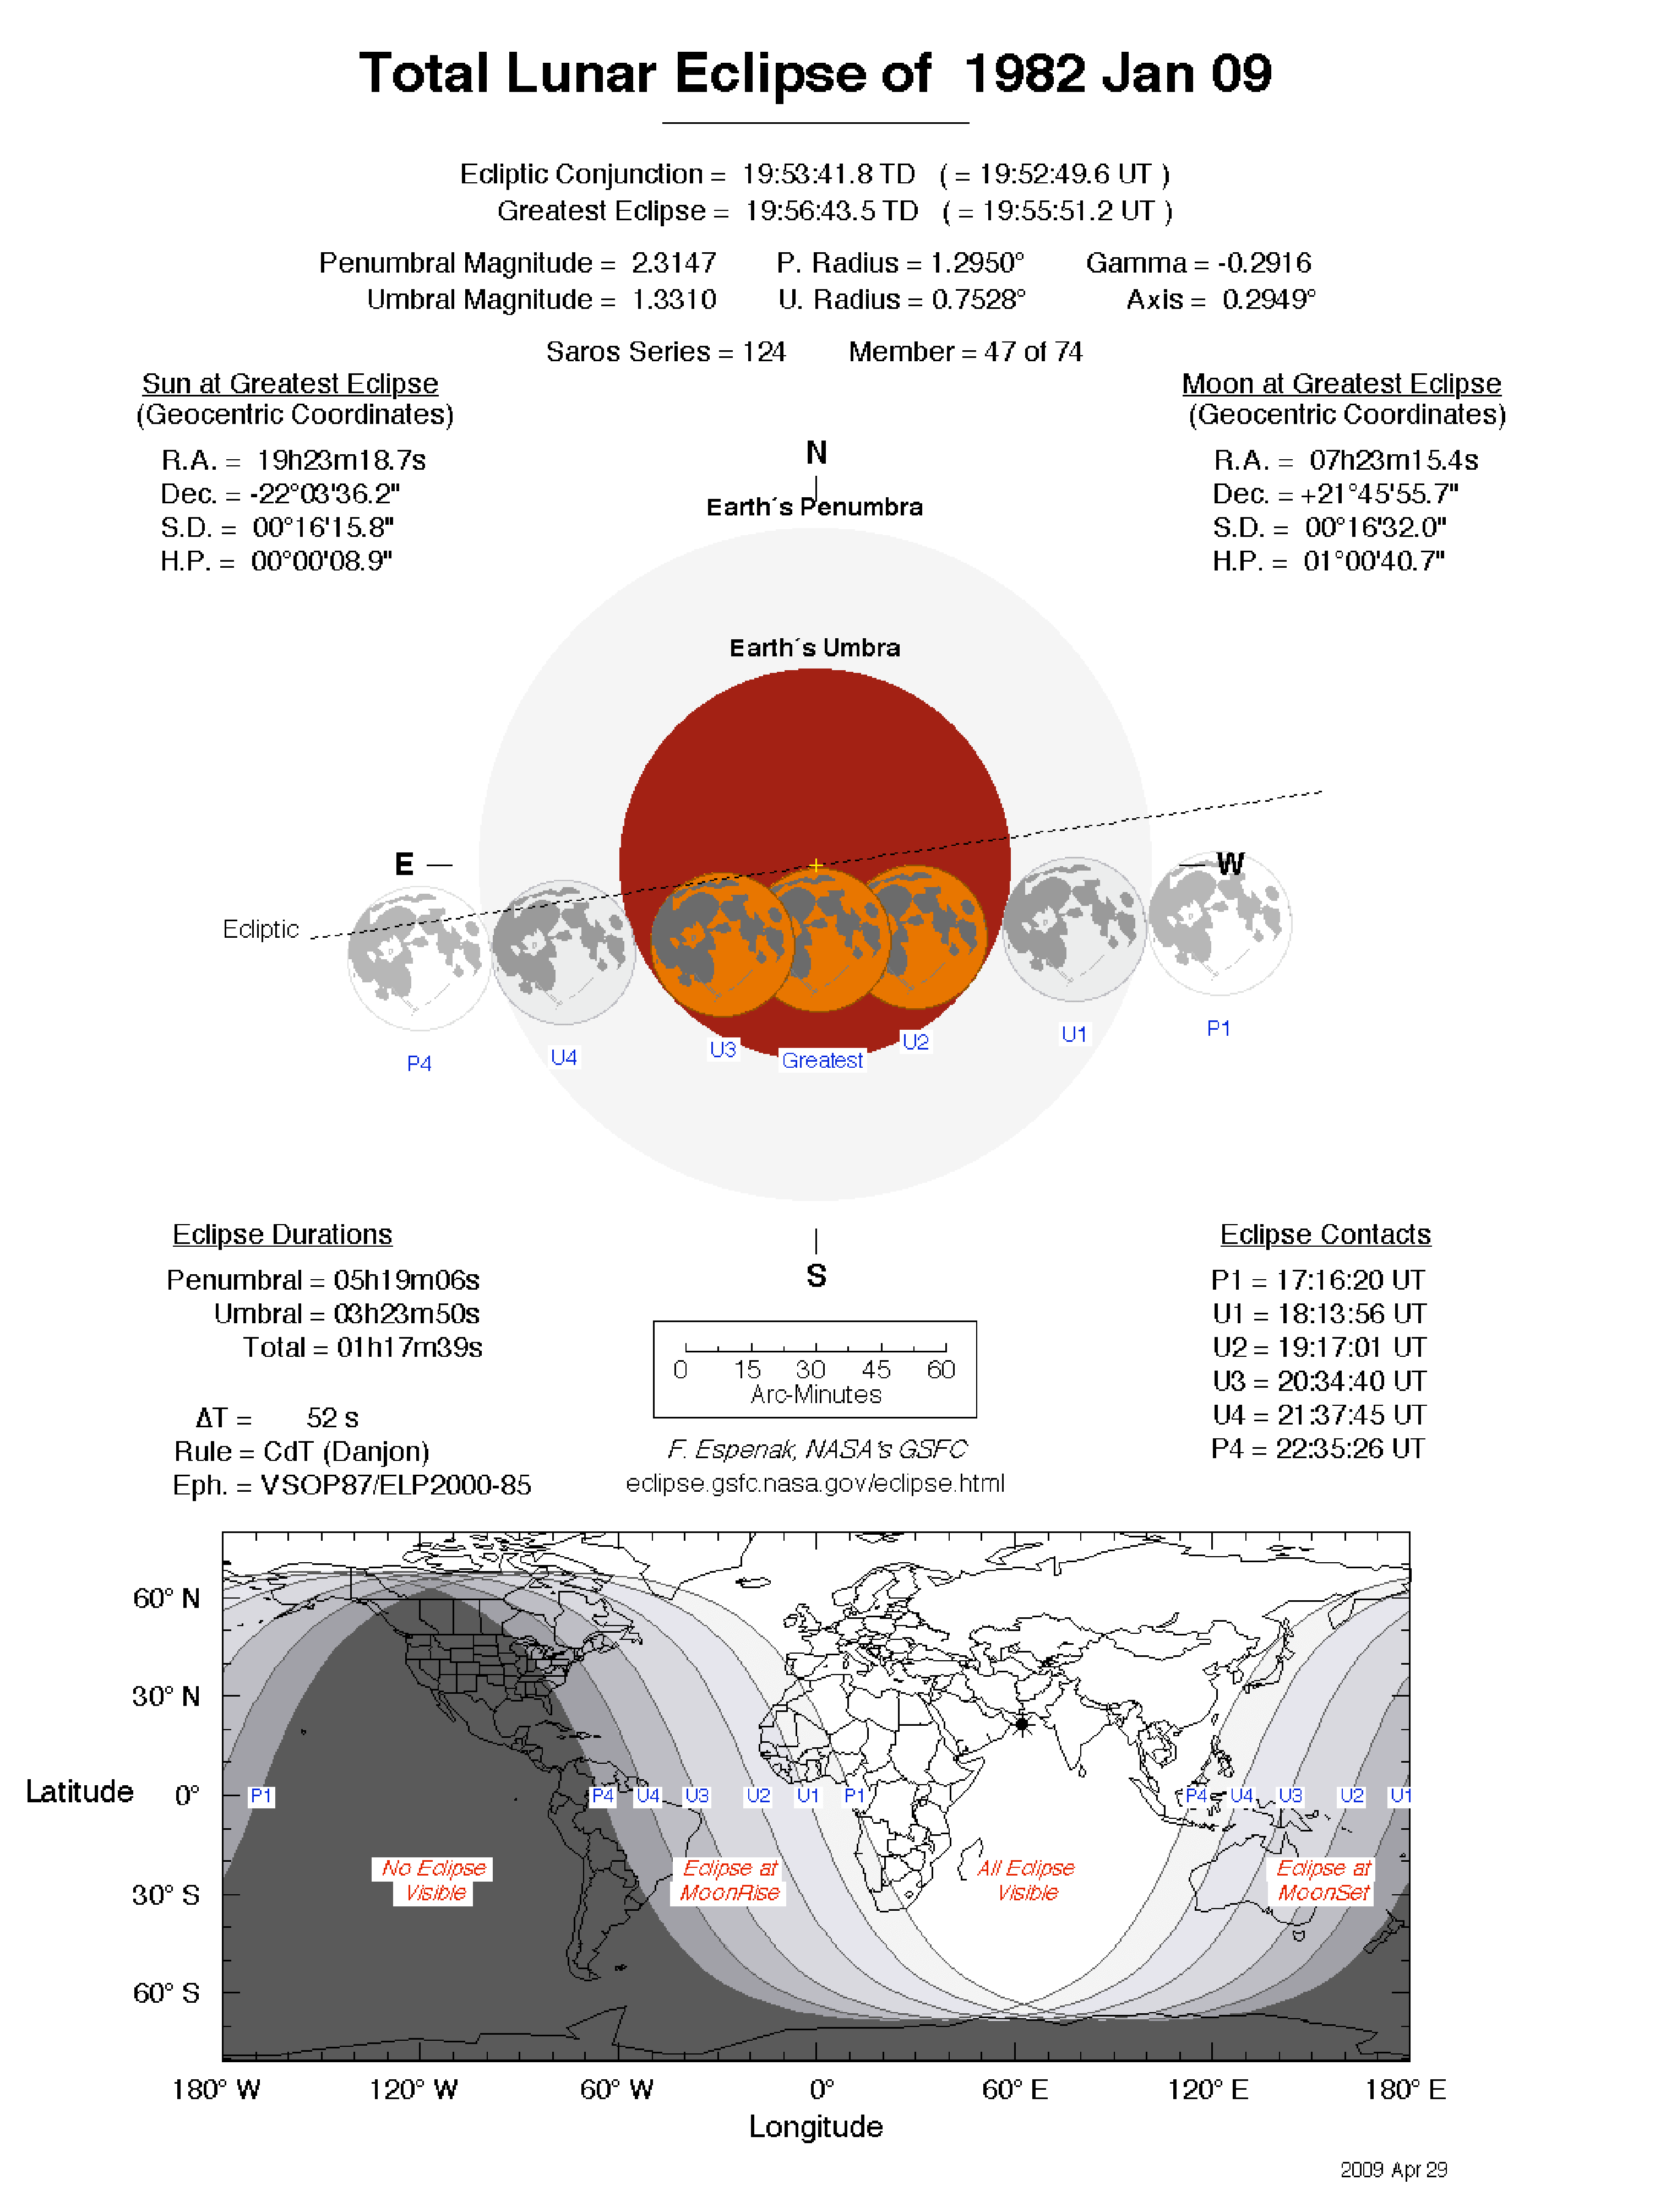 Total Lunar Eclipse of 1982 Jan 09
Ecliptic Conjunction = 19:53:41.8 TD ( = 19:52:49.6 UT )
Greatest Eclipse = 19:56:43.5 TD ( = 19:55:51.2 UT )
Penumbral Magnitude = 2.3147 P. Radius = 1.2950° Gamma = -0.2916
Umbral Magnitude = 1.3310 U. Radius = 0.7528° Axis = 0.2949°
Saros Series = 124 Member = 47 of 74
Sun at Greatest Eclipse
(Geocentric Coordinates)
R.A. = 19h23m18.7s
Dec. = -22°03'36.2"
S.D. = 00°16'15.8"
H.P. = 00°00'08.9"
Moon at Greatest Eclipse
(Geocentric Coordinates)
R.A. = 07h23m15.4s
Dec. = +21°45'55.7"
S.D. = 00°16'32.0"
H.P. = 01°00'40.7"
N
Earth´s Penumbra
Earth´s Umbra
E
W
Ecliptic
P4
U4
U3
Greatest
U2
U1
P1
S
Eclipse Durations
Penumbral = 05h19m06s
Umbral = 03h23m50s
Total = 01h17m39s
ΔT = 52 s
Rule = CdT (Danjon)
Eph. = VSOP87/ELP2000-85
0 15 30 45 60
Arc-Minutes
F. Espenak, NASA's GSFC
eclipse.gsfc.nasa.gov/eclipse.html
Eclipse Contacts
P1 = 17:16:20 UT
U1 = 18:13:56 UT
U2 = 19:17:01 UT
U3 = 20:34:40 UT
U4 = 21:37:45 UT
P4 = 22:35:26 UT
60° N
30° N
Latitude 0°
30° S
60° S
P1 P4 U4 U3 U2 U1 P1 P4 U4 U3 U2 U1
No Eclipse
Visible
Eclipse at
MoonRise
All Eclipse
Visible
Eclipse at
MoonSet
180° W 120° W 60° W 0° 60° E 120° E 180° E
Longitude
2009 Apr 29